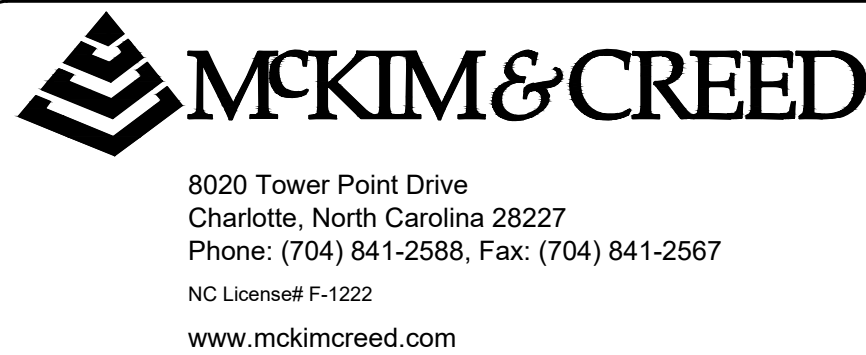 McKIM&CREED
8020 Tower Point Drive
Charlotte, North Carolina 28227
Phone: (704) 841-2588, Fax: (704) 841-2567
NC License# F-1222
www.mckimcreed.com